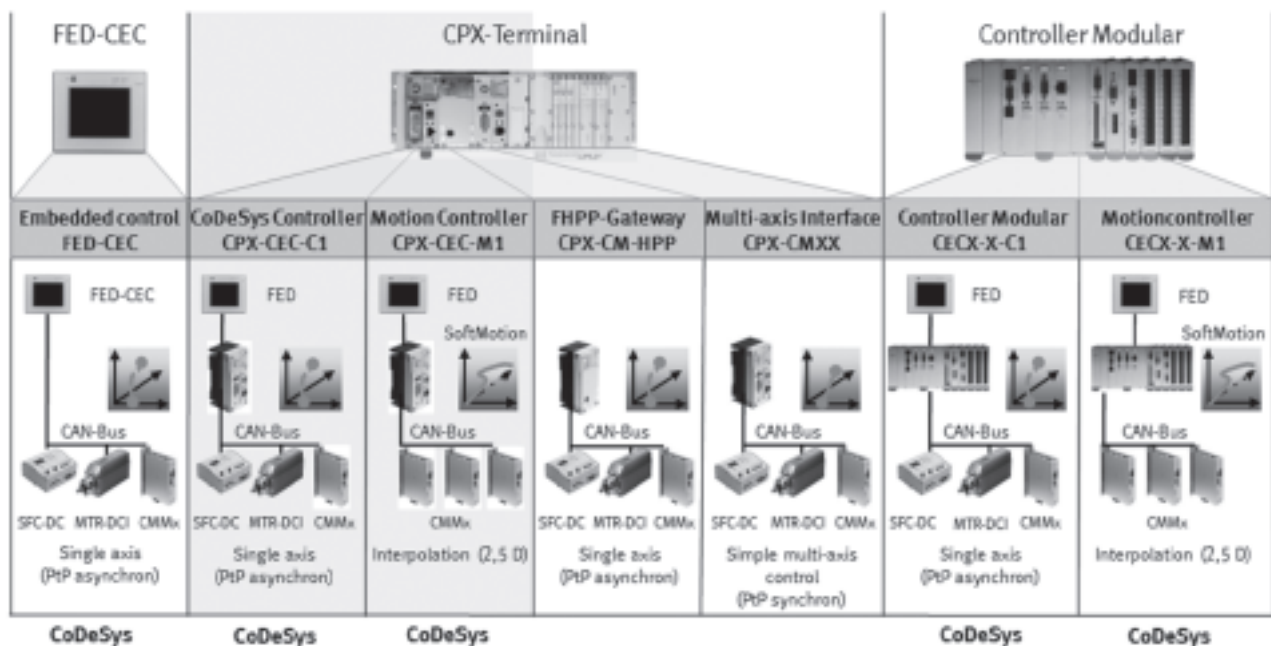 FED-CEC
CPX-Terminal
Controller Modular
Embedded control
FED-CEC
CoDeSys Controller
CPX-CEC-C1
Motion Controller
CPX-CEC-M1
FHPP-Gateway
CPX-CM-HPP
Multi-axis Interface
CPX-CMXX
Controller Modular
CECX-X-C1
Motioncontroller
CECX-X-M1
FED-CEC
CAN-Bus
SFC-DC MTR-DCI CMMx
Single axis
(PtP asynchron)
CoDeSys
FED
CAN-Bus
SFC-DC MTR-DCI CMMx
Single axis
(PtP asynchron)
CoDeSys
FED
SoftMotion
CAN-Bus
CMMx
Interpolation (2,5 D)
CoDeSys
CAN-Bus
SFC-DC MTR-DCI CMMx
Single axis
(PtP asynchron)
CAN-Bus
SFC-DC MTR-DCI CMMx
Simple multi-axis
control
(PtP synchron)
FED
CAN-Bus
SFC-DC MTR-DCI CMMx
Single axis
(PtP asynchron)
CoDeSys
FED
SoftMotion
CAN-Bus
CMMx
Interpolation (2,5 D)
CoDeSys